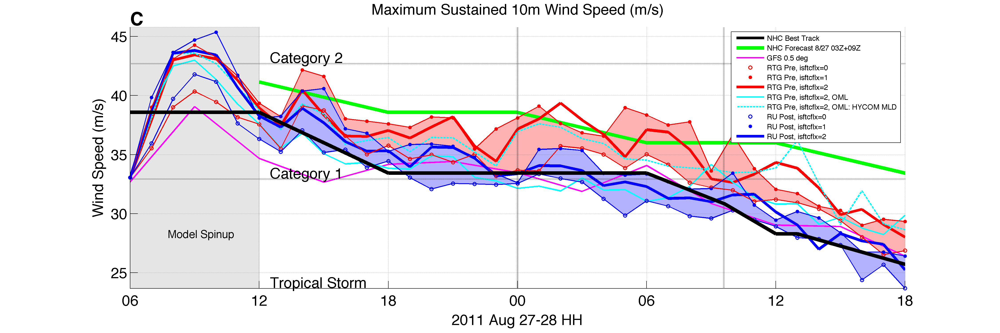 Maximum Sustained 10m Wind Speed (m/s)
C
45
40
35
30
25
Wind Speed (m/s)
Category 2
Category 1
Tropical Storm
Model Spinup
NHC Best Track
NHC Forecast 8/27 03Z+09Z
GFS 0.5 deg
RTG Pre, isftcflx=0
RTG Pre, isftcflx=1
RTG Pre, isftcflx=2
RTG Pre, isftcflx=2, OML
RTG Pre, isftcflx=2, OML: HYCOM MLD
RU Post, isftcflx=0
RU Post, isftcflx=1
RU Post, isftcflx=2
06 12 18 00 06 12 18
2011 Aug 27-28 HH